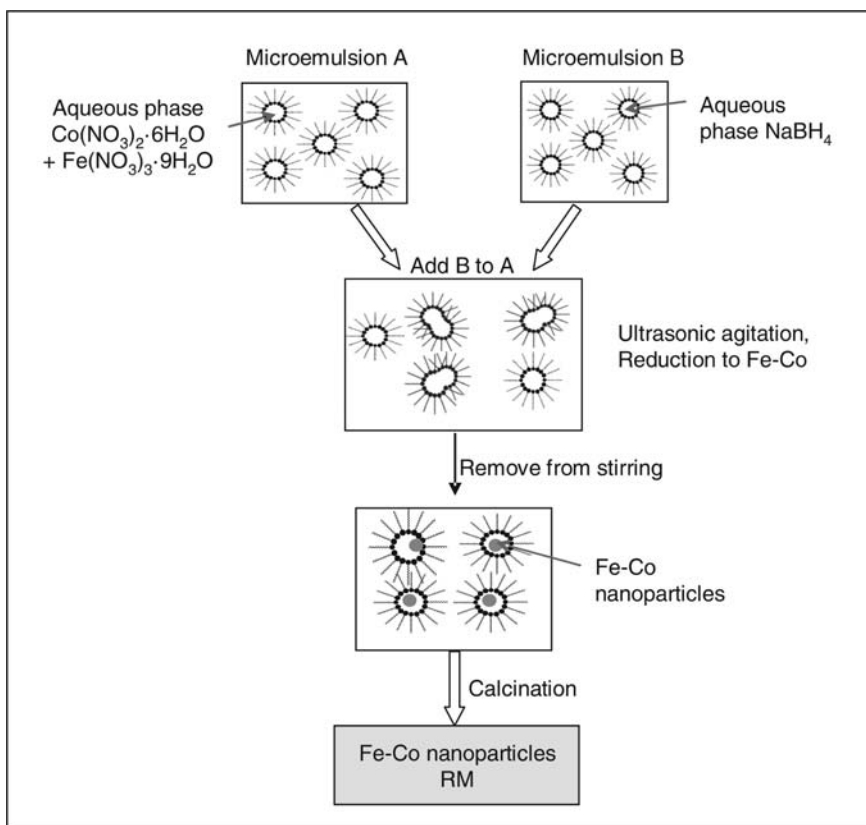 Microemulsion A
Microemulsion B
Aqueous phase
Co(NO₃)₂·6H₂O
+ Fe(NO₃)₃·9H₂O
Aqueous
phase NaBH₄
Add B to A
Ultrasonic agitation,
Reduction to Fe-Co
Remove from stirring
Fe-Co
nanoparticles
Calcination
Fe-Co nanoparticles
RM